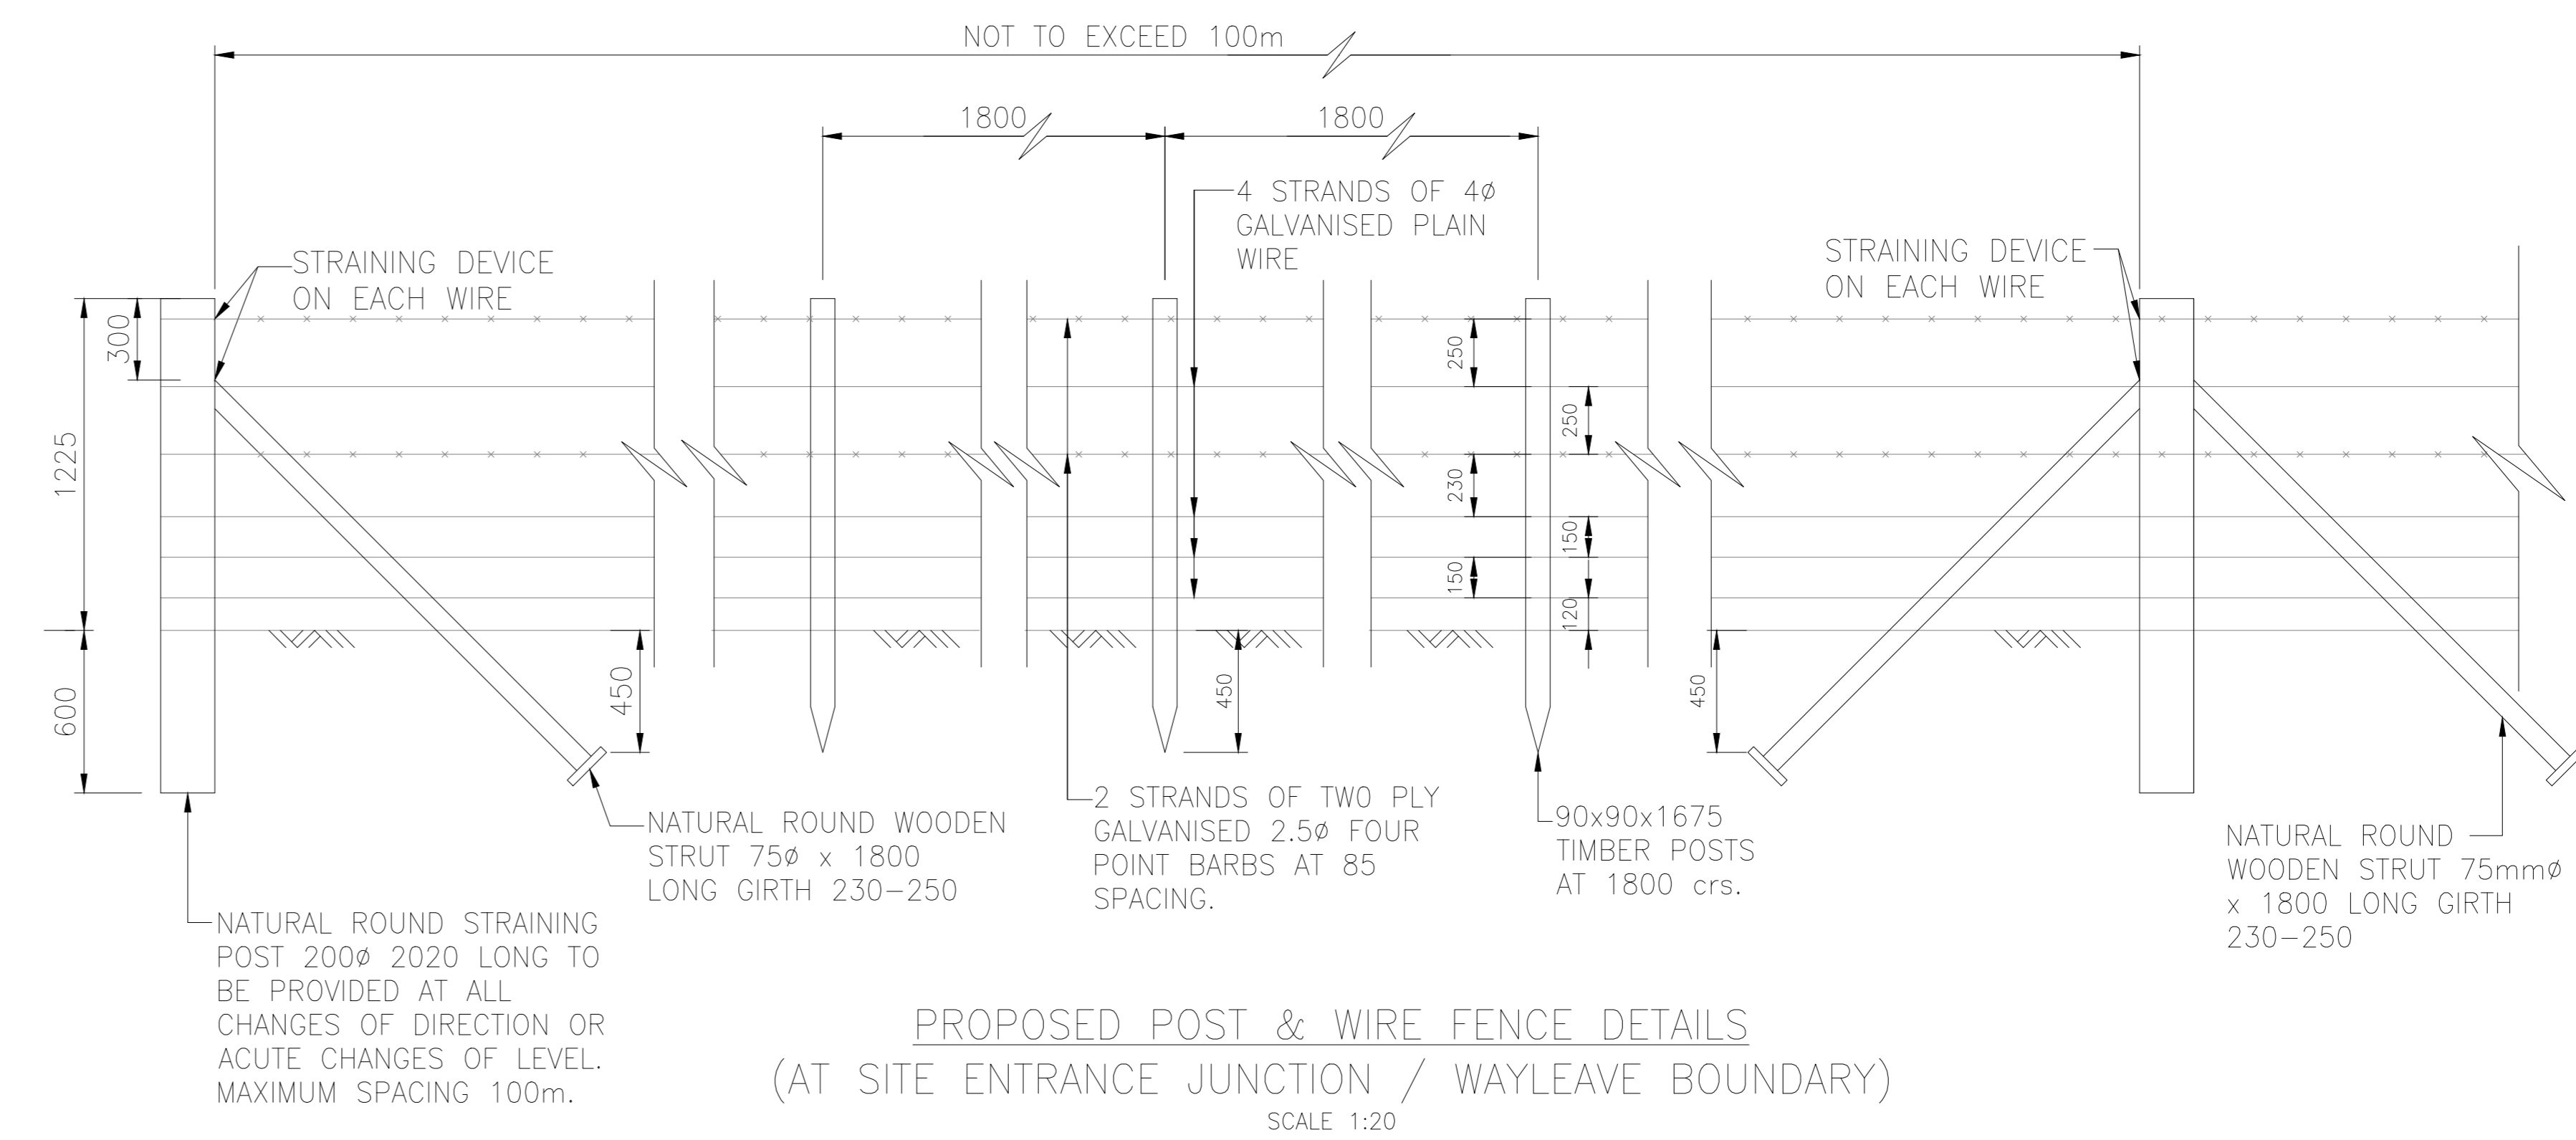 NOT TO EXCEED 100m
1800
1800
4 STRANDS OF 4ø
GALVANISED PLAIN
WIRE
STRAINING DEVICE
ON EACH WIRE
STRAINING DEVICE
ON EACH WIRE
300
1225
600
250
250
230
150
150
120
450
450
450
NATURAL ROUND WOODEN
STRUT 75ø x 1800
LONG GIRTH 230-250
2 STRANDS OF TWO PLY
GALVANISED 2.5ø FOUR
POINT BARBS AT 85
SPACING.
90x90x1675
TIMBER POSTS
AT 1800 crs.
NATURAL ROUND
WOODEN STRUT 75mmø
x 1800 LONG GIRTH
230-250
NATURAL ROUND STRAINING
POST 200ø 2020 LONG TO
BE PROVIDED AT ALL
CHANGES OF DIRECTION OR
ACUTE CHANGES OF LEVEL.
MAXIMUM SPACING 100m.
PROPOSED POST & WIRE FENCE DETAILS
(AT SITE ENTRANCE JUNCTION / WAYLEAVE BOUNDARY)
SCALE 1:20